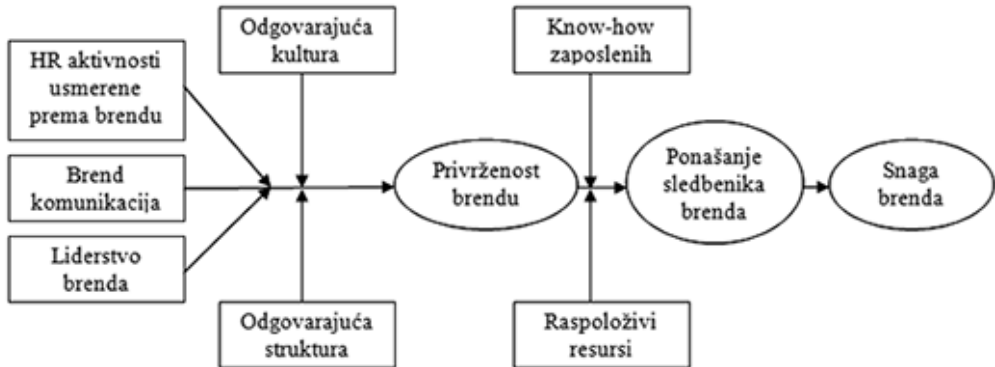 Odgovarajuća
kultura
Know-how
zaposlenih
HR aktivnosti
usmerene
prema brendu
Brend
komunikacija
Liderstvo
brenda
Privrženost
brendu
Ponašanje
sledbenika
brenda
Snaga
brenda
Odgovarajuća
struktura
Raspoloživi
resursi